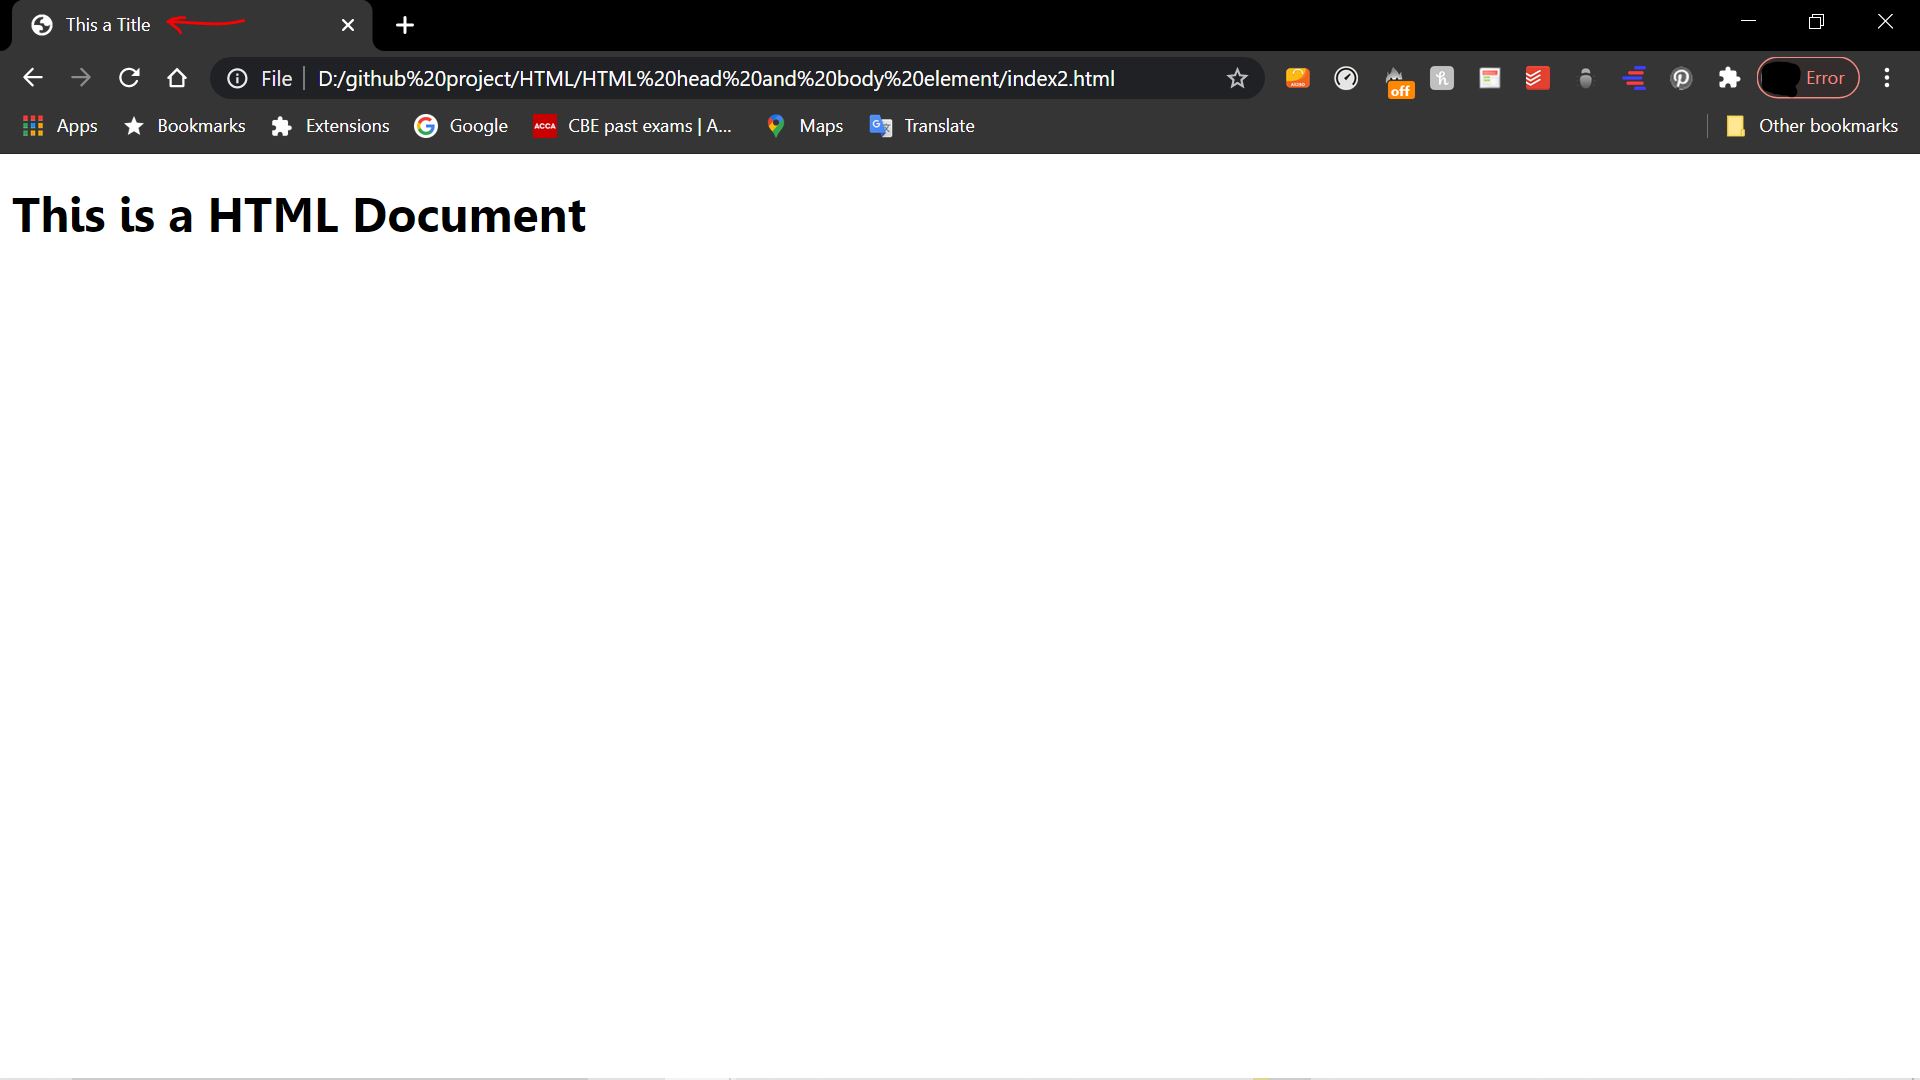 This a Title
File D:/github%20project/HTML/HTML%20head%20and%20body%20element/index2.html
off
Error
Apps Bookmarks Extensions Google ACCA CBE past exams | A... Maps Translate Other bookmarks
This is a HTML Document